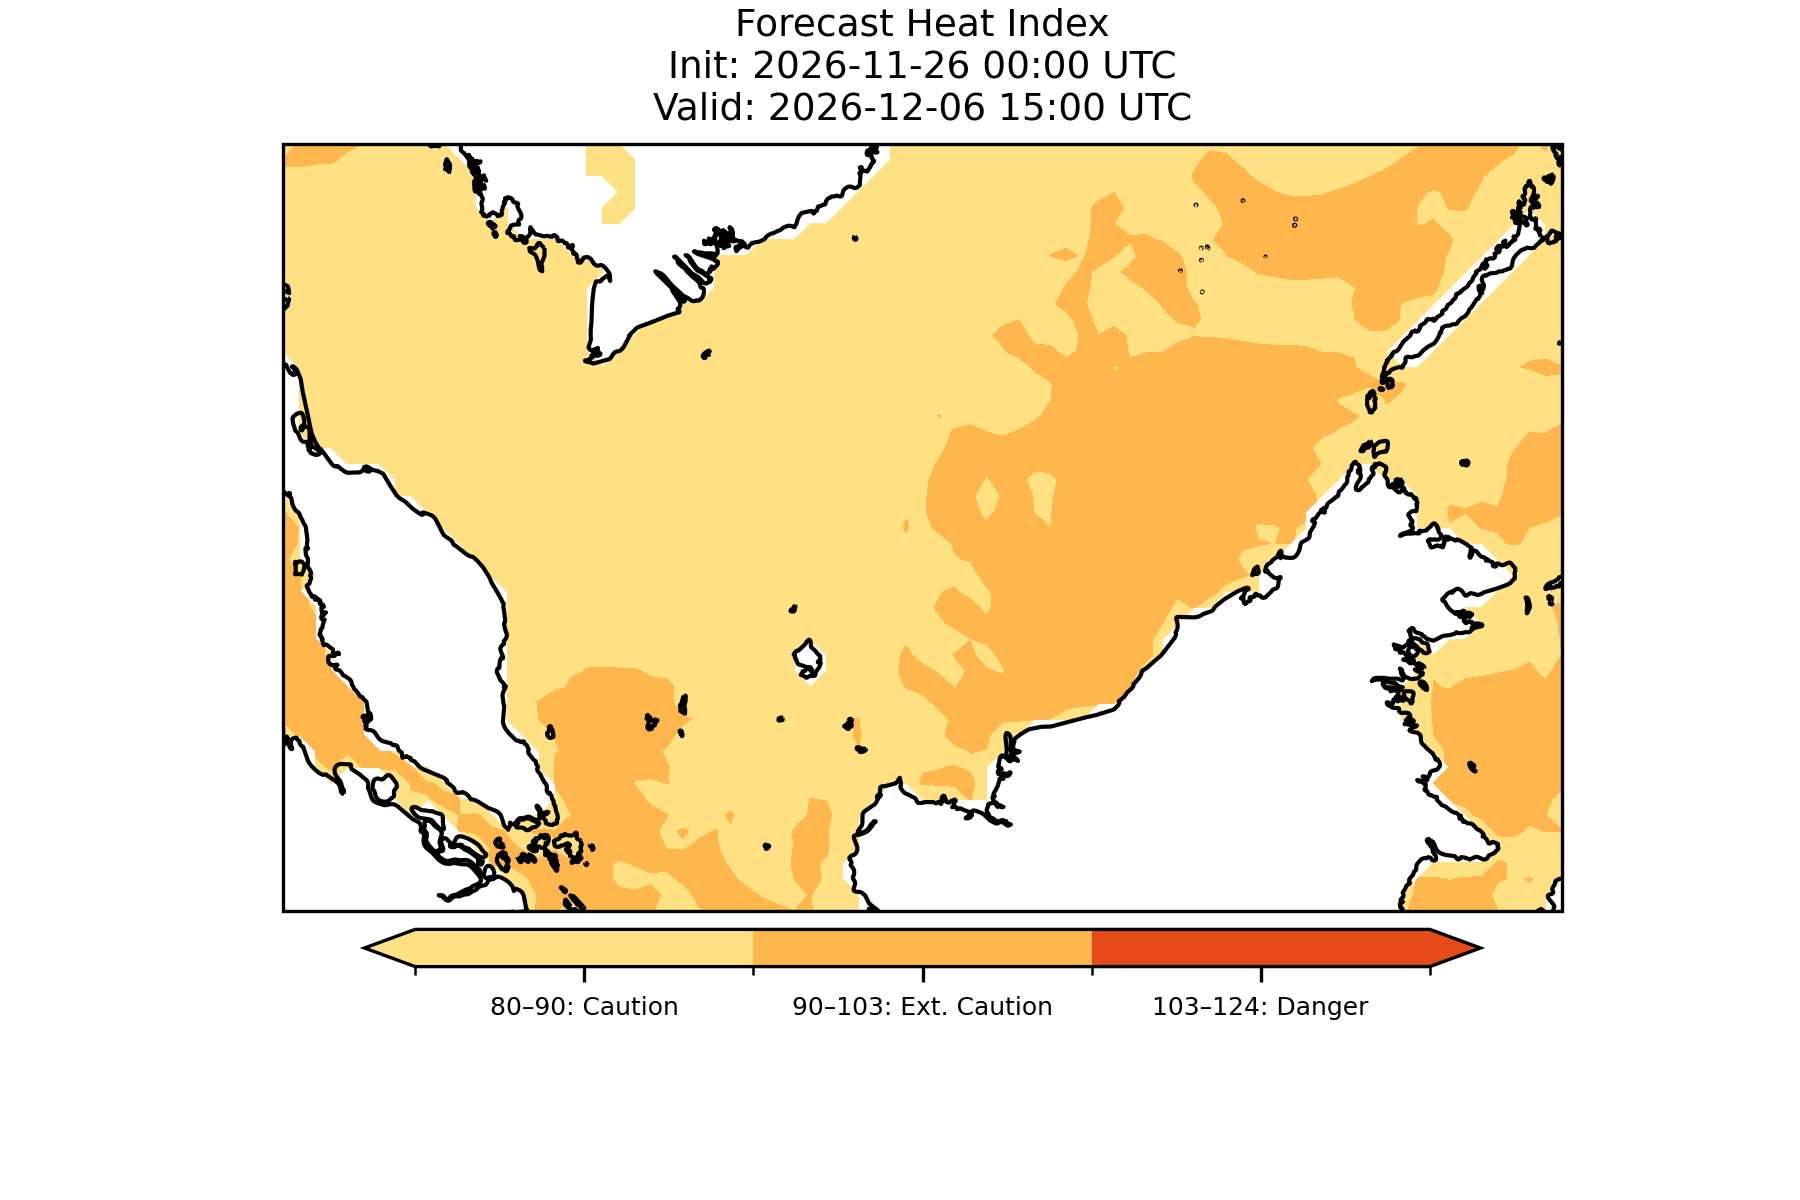 Forecast Heat Index
Init: 2026-11-26 00:00 UTC
Valid: 2026-12-06 15:00 UTC
80–90: Caution
90–103: Ext. Caution
103–124: Danger